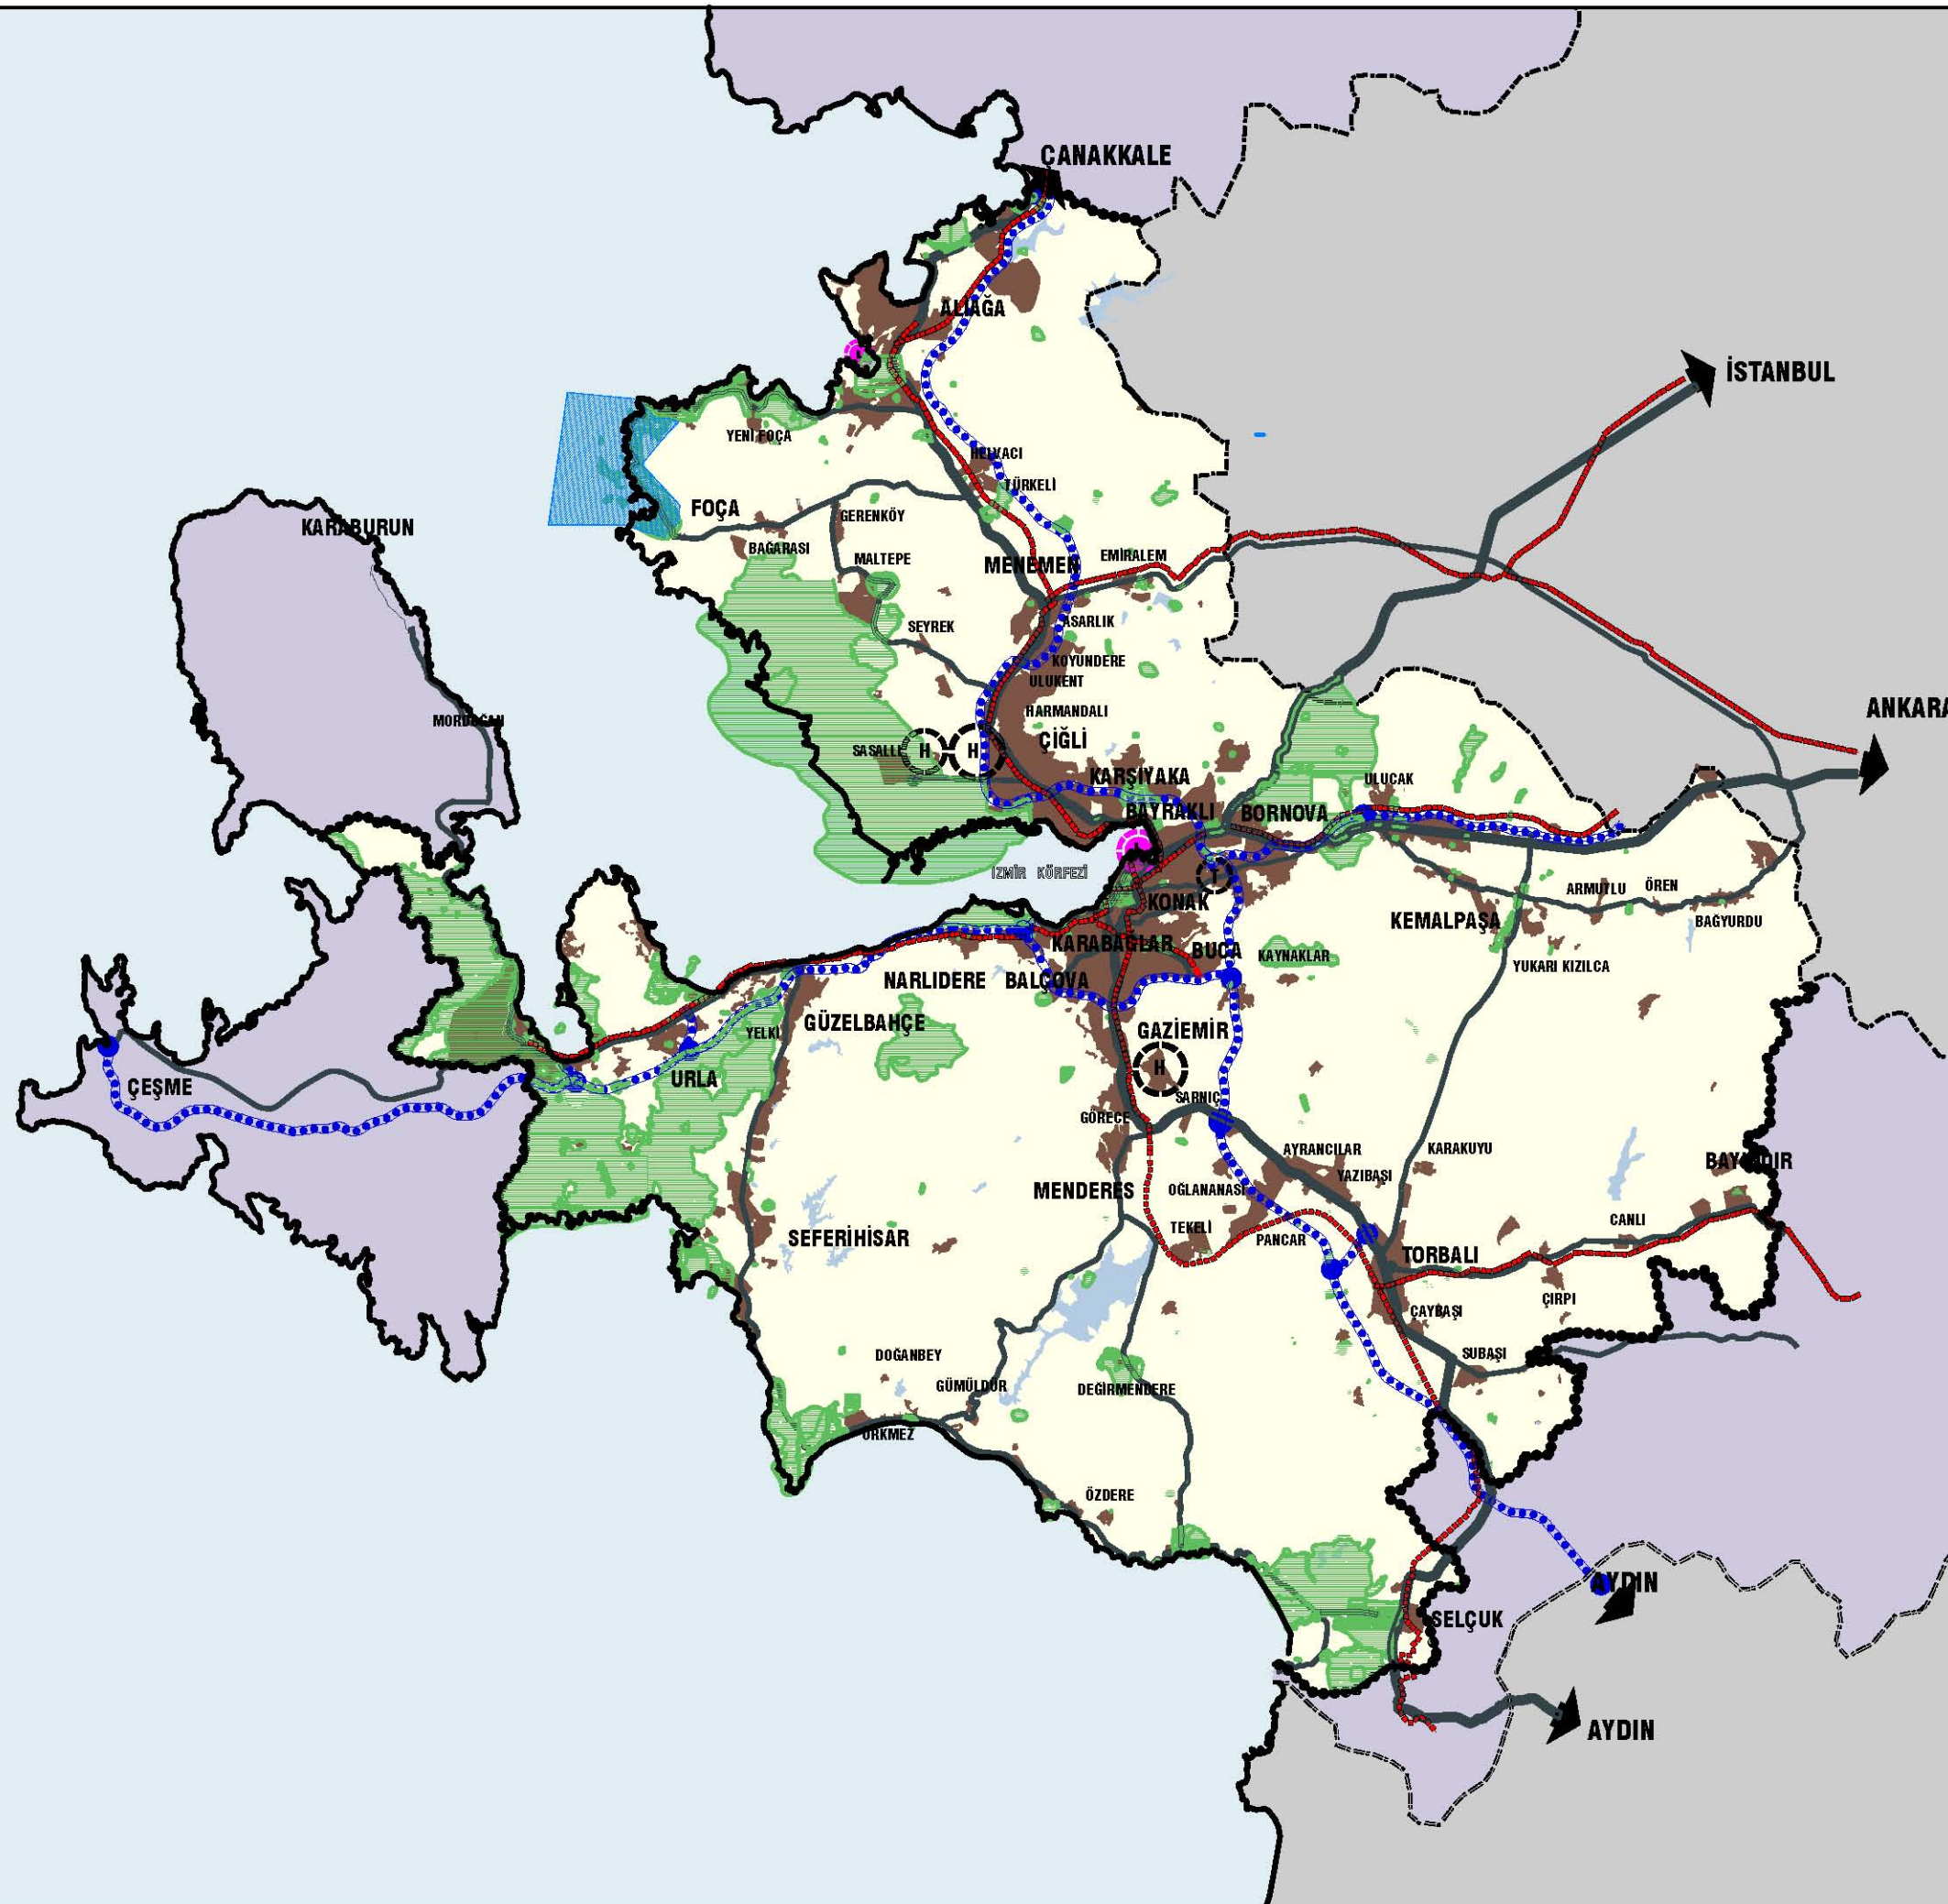 ÇANAKKALE
ALİAĞA
İSTANBUL
YENİ FOÇA
HELVACI
TÜRKELİ
FOÇA
GERENKÖY
KARABURUN
BAĞARASI
MALTEPE
MENEMEN
EMİRALEM
ASARLIK
SEYREK
KOYUNDERE
ULUKENT
HARMANDALI
ANKARA
MORDOĞAN
SASALLI
H
H
ÇİĞLİ
KARŞIYAKA
ULUCAK
BAYRAKLI
BORNOVA
İZMİR KÖRFEZİ
T
KONAK
ARMUTLU
ÖREN
KEMALPAŞA
BAĞYURDU
KARABAĞLAR
BUCA
KAYNAKLAR
YUKARI KIZILCA
NARLIDERE
BALÇOVA
GÜZELBAHÇE
YELKİ
GAZİEMİR
H
URLA
ÇEŞME
SARNIÇ
GÖRECE
AYRANCILAR
KARAKUYU
YAZIBAŞI
BAYINDIR
MENDERES
OĞLANANASI
TEKELİ
CANLI
SEFERİHİSAR
PANCAR
TORBALI
ÇIRPI
ÇAYBAŞI
DOĞANBEY
SUBAŞI
GÜMÜLDÜR
DEĞİRMENDERE
ÜRKMEZ
ÖZDERE
AYDIN
SELÇUK
AYDIN